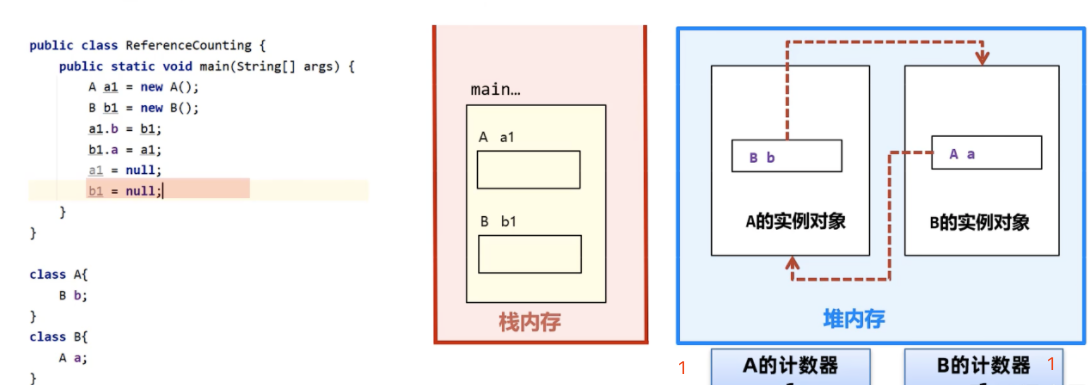 public class ReferenceCounting {
public static void main(String[] args) {
A a1 = new A();
B b1 = new B();
a1.b = b1;
b1.a = a1;
a1 = null;
b1 = null;
}
}
class A{
B b;
}
class B{
A a;
}
main…
A a1
B b1
栈内存
B b
A的实例对象
A a
B的实例对象
堆内存
1
A的计数器
B的计数器
1